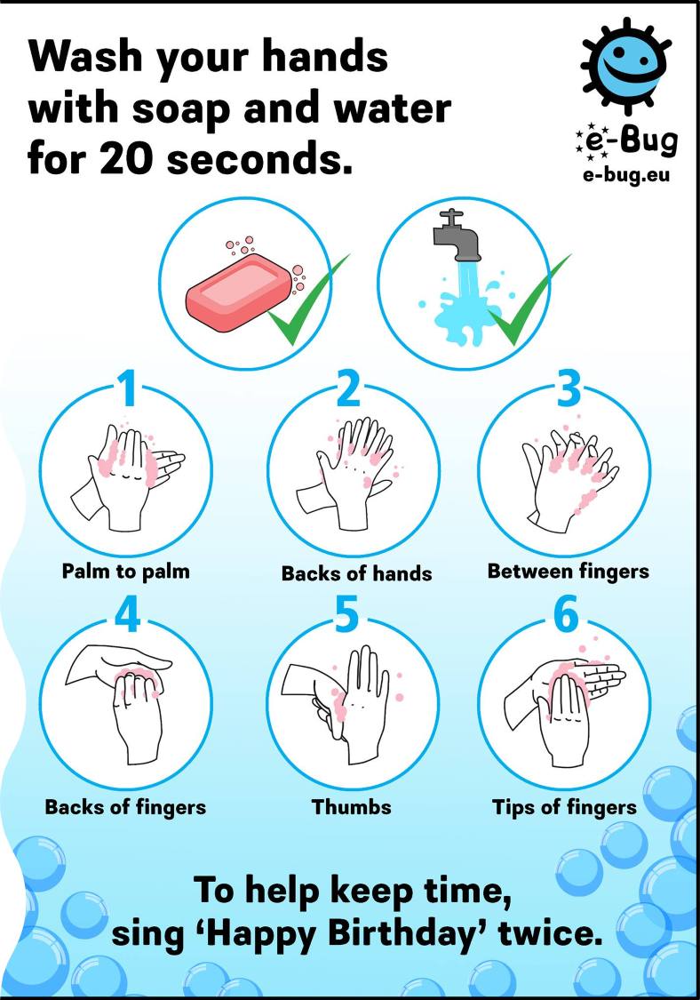 Wash your hands
with soap and water
for 20 seconds.
e-Bug
e-bug.eu
1
2
3
Palm to palm
Backs of hands
Between fingers
4
5
6
Backs of fingers
Thumbs
Tips of fingers
To help keep time,
sing ‘Happy Birthday’ twice.